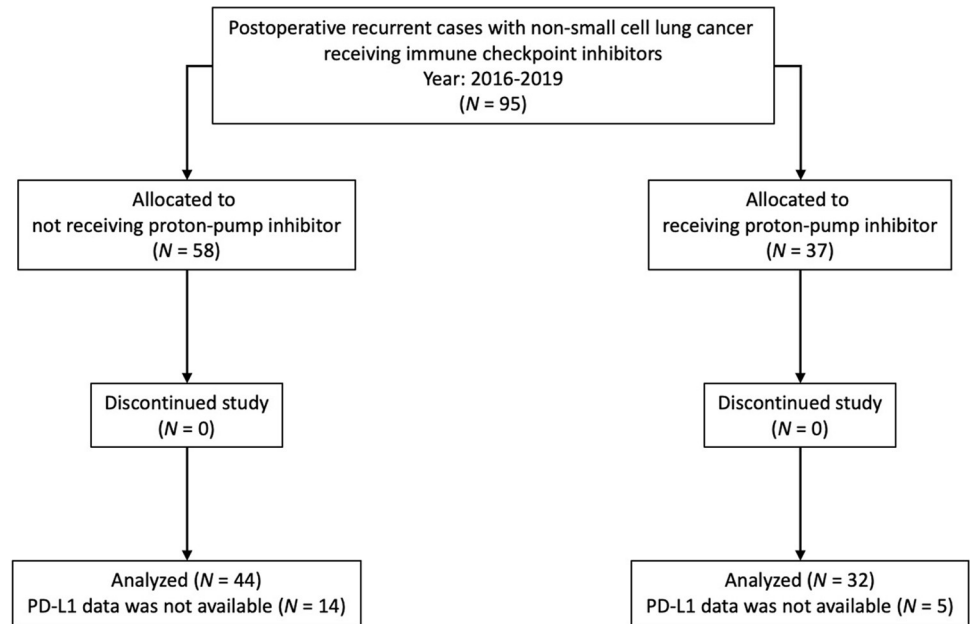 Postoperative recurrent cases with non-small cell lung cancer
receiving immune checkpoint inhibitors
Year: 2016-2019
(N = 95)
Allocated to
not receiving proton-pump inhibitor
(N = 58)
Allocated to
receiving proton-pump inhibitor
(N = 37)
Discontinued study
(N = 0)
Discontinued study
(N = 0)
Analyzed (N = 44)
PD-L1 data was not available (N = 14)
Analyzed (N = 32)
PD-L1 data was not available (N = 5)